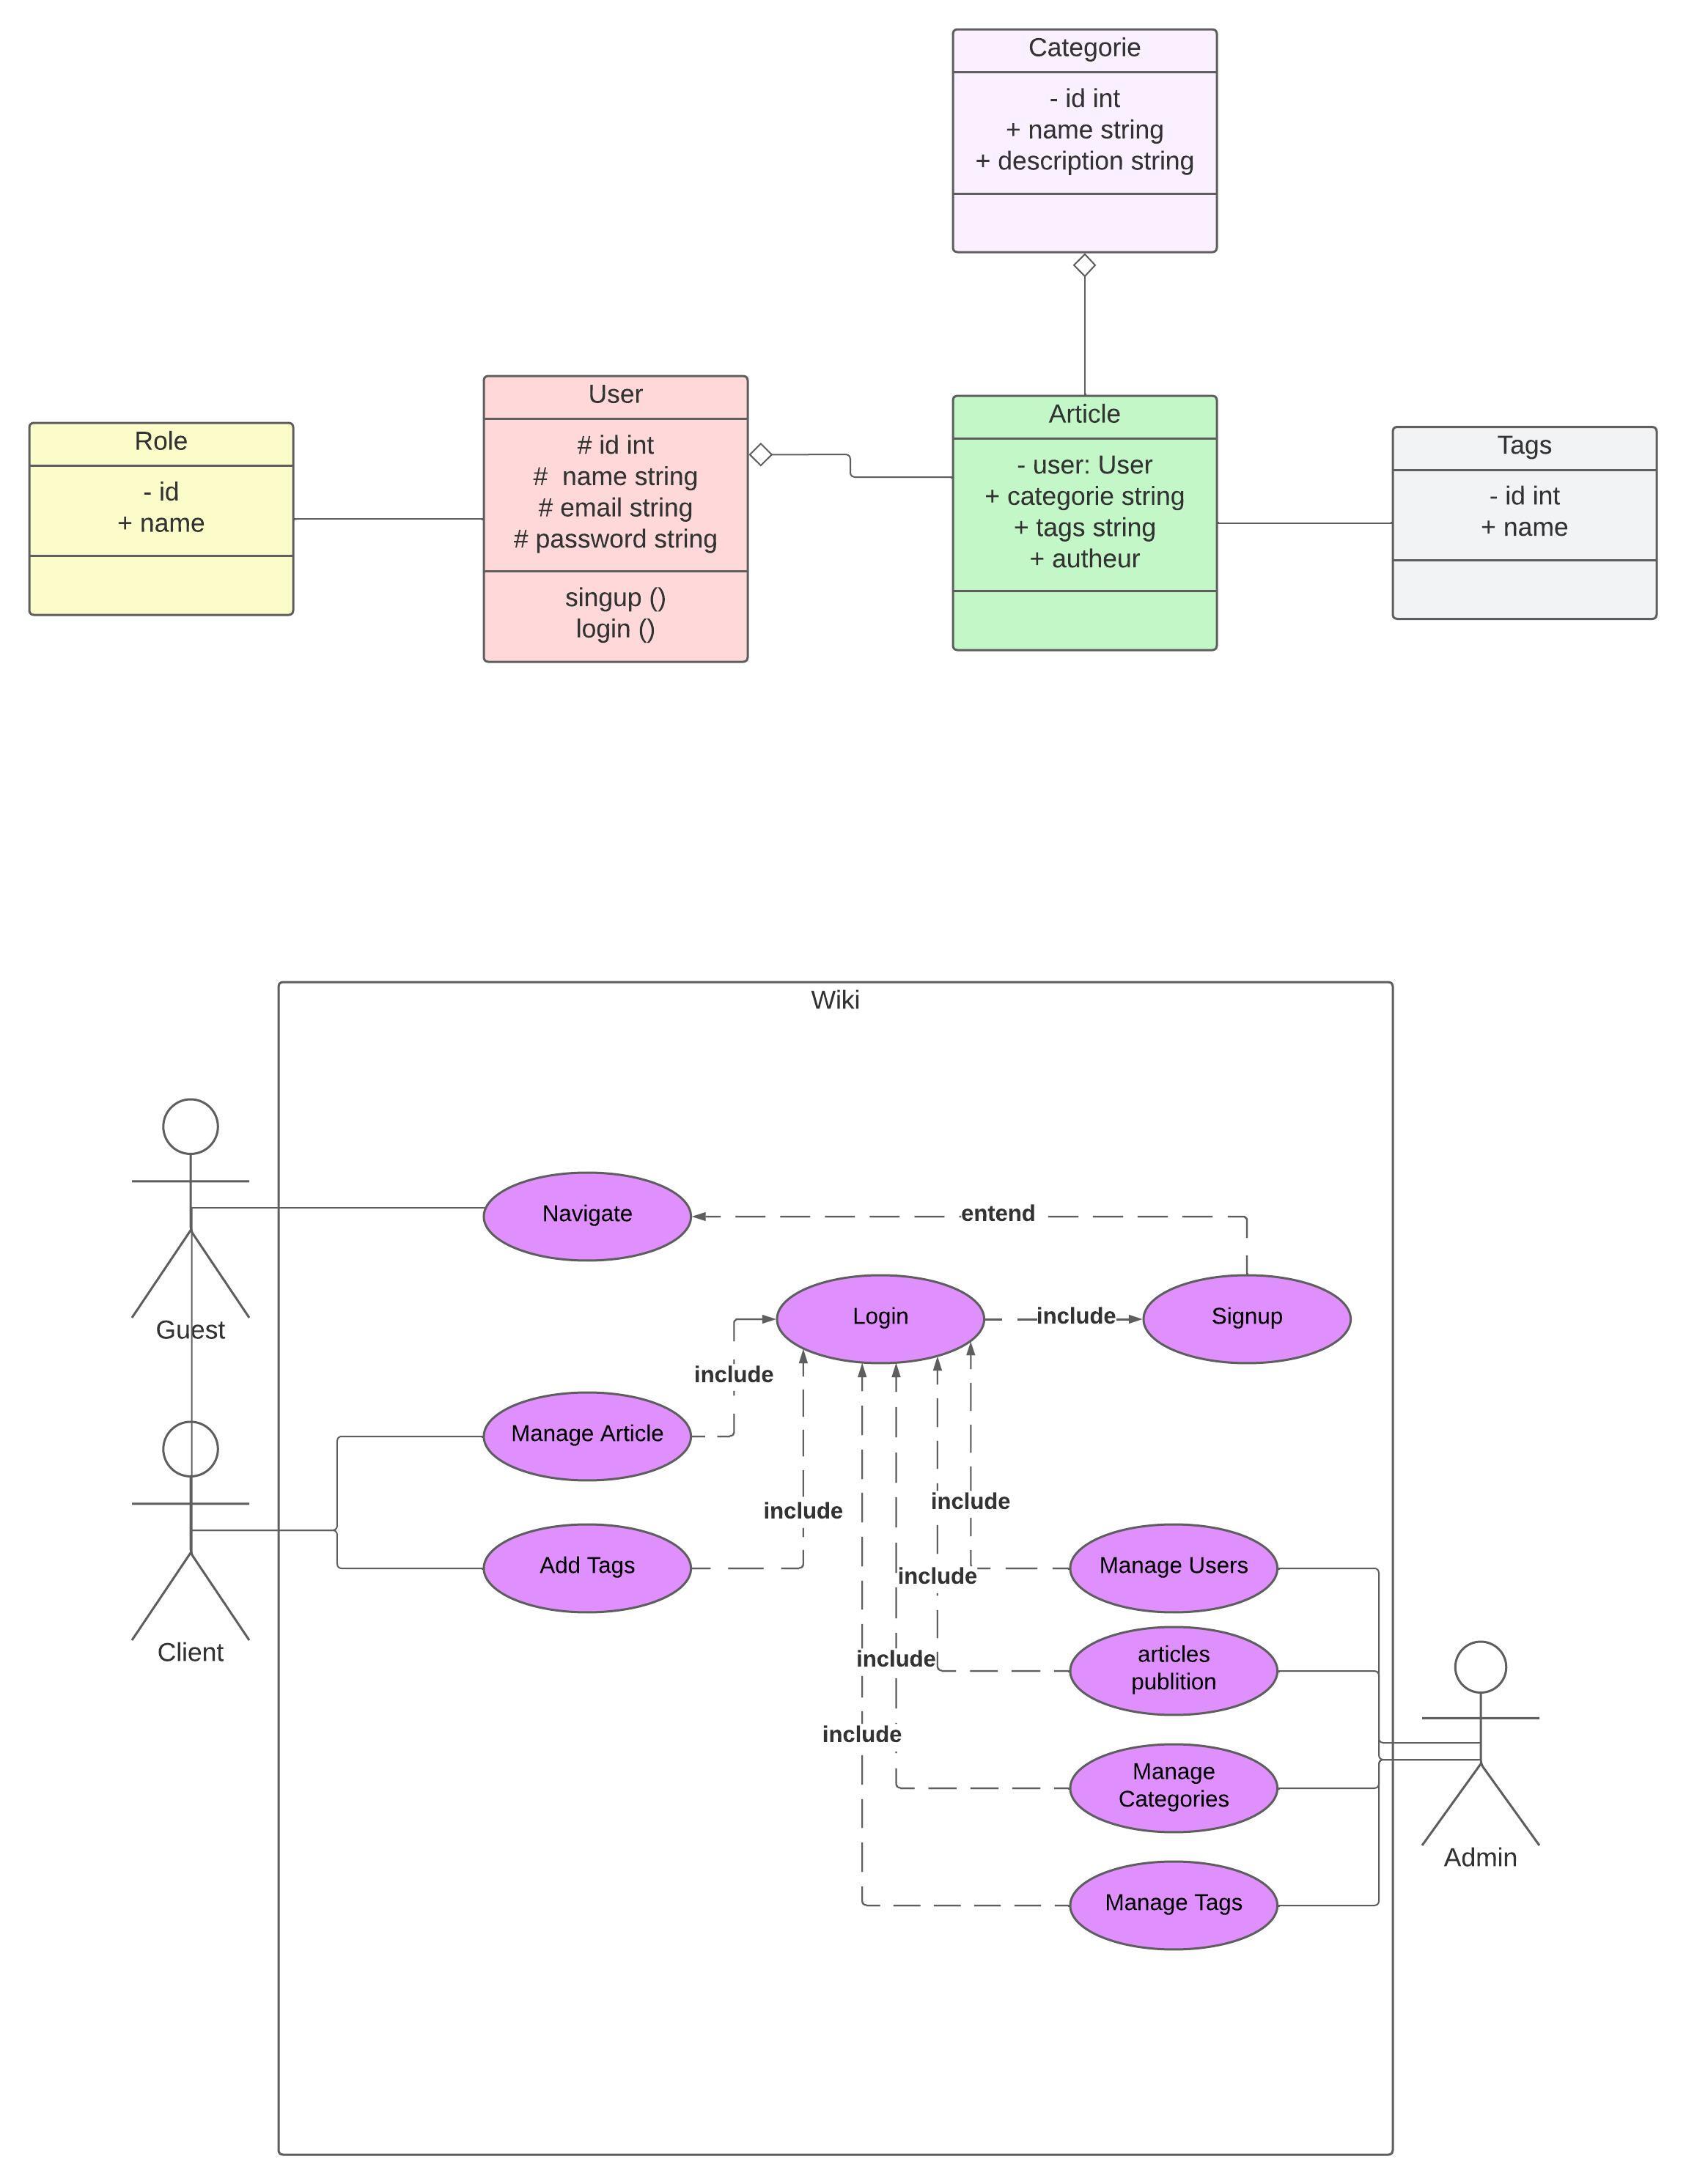 Categorie
- id int
+ name string
+ description string
Role
- id
+ name
User
# id int
#  name string
# email string
# password string
singup ()
login ()
Article
- user: User
+ categorie string
+ tags string
+ autheur
Tags
- id int
+ name
Wiki
Guest
Navigate
entend
Login
include
Signup
include
Manage Article
include
Add Tags
Client
include
include
include
include
Manage Users
articles
publition
Manage
Categories
Manage Tags
Admin